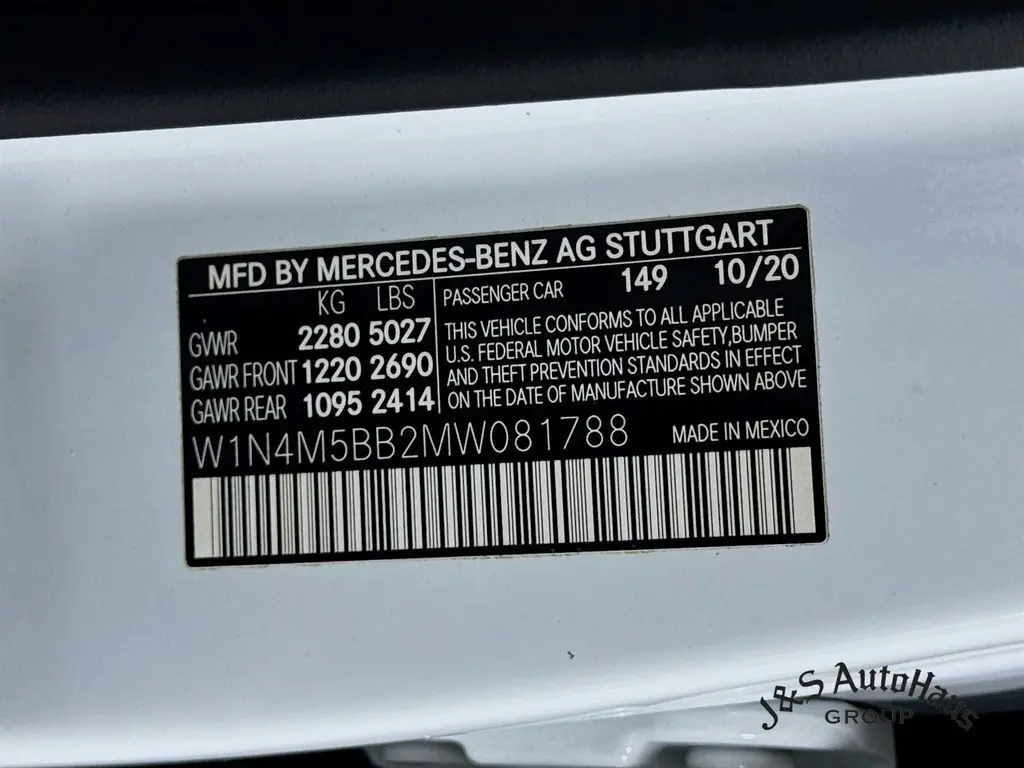 MFD BY MERCEDES-BENZ AG STUTTGART
KG LBS
GVWR 2280 5027
GAWR FRONT 1220 2690
GAWR REAR 1095 2414
PASSENGER CAR 149 10/20
THIS VEHICLE CONFORMS TO ALL APPLICABLE
U.S. FEDERAL MOTOR VEHICLE SAFETY,BUMPER
AND THEFT PREVENTION STANDARDS IN EFFECT
ON THE DATE OF MANUFACTURE SHOWN ABOVE
W1N4M5BB2MW081788 MADE IN MEXICO
J&S AutoHaus
GROUP